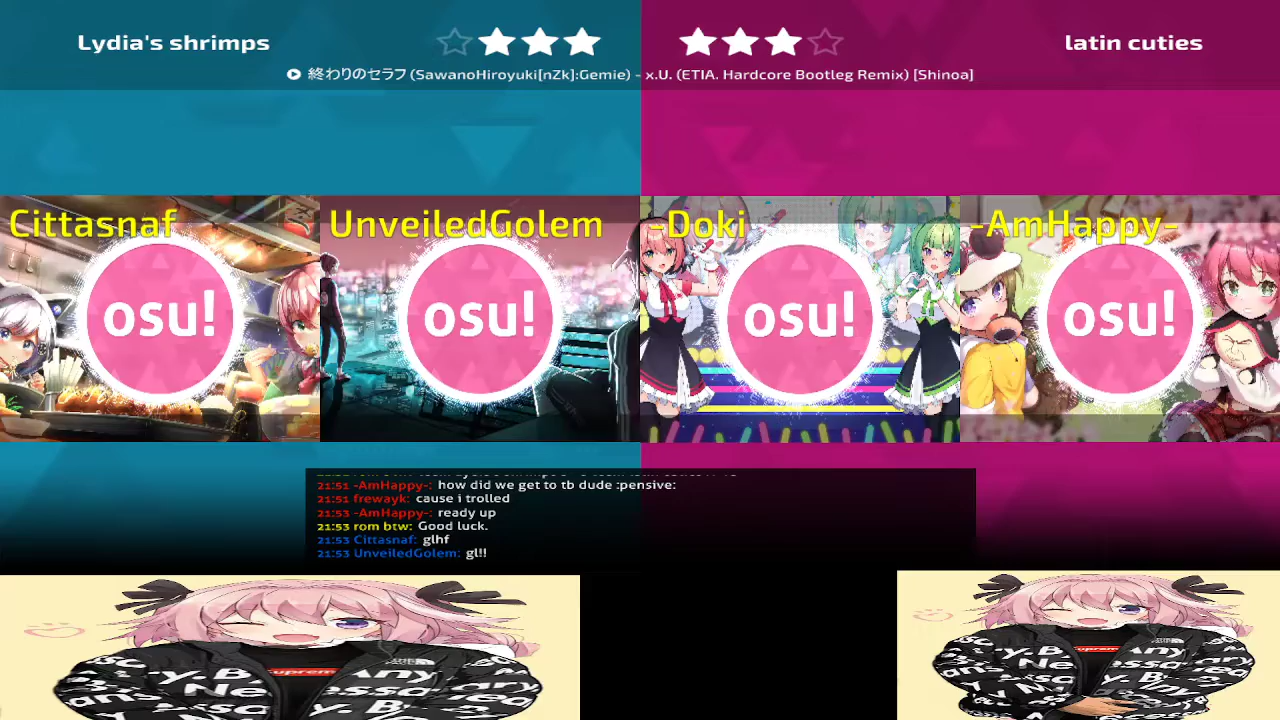 Lydia's shrimps
latin cuties
終わりのセラフ (SawanoHiroyuki[nZk]:Gemie) - x.U. (ETIA. Hardcore Bootleg Remix) [Shinoa]
Cittasnaf
UnveiledGolem
-Doki
-AmHappy-
osu!
osu!
osu!
osu!
21:51 -AmHappy-: how did we get to tb dude :pensive:
21:51 frewayk: cause i trolled
21:53 -AmHappy-: ready up
21:53 rom btw: Good luck.
21:53 Cittasnaf: glhf
21:53 UnveiledGolem: gl!!
Supreme